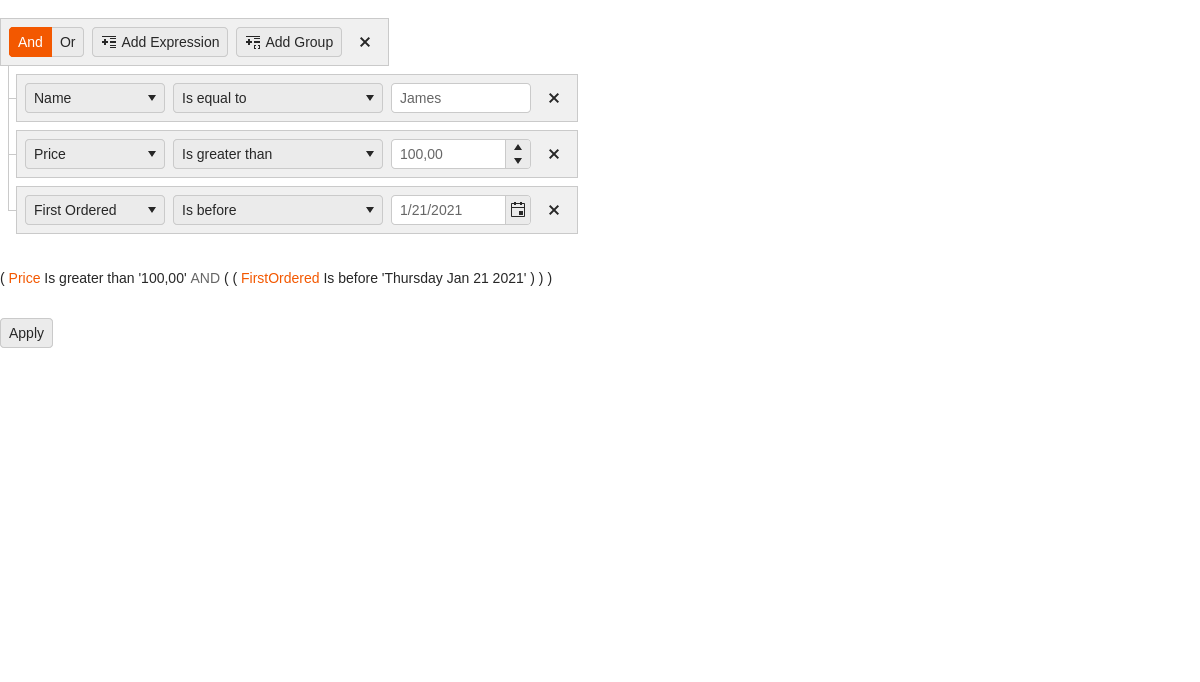 And Or Add Expression Add Group
Name Is equal to James
Price Is greater than 100,00
First Ordered Is before 1/21/2021
( Price Is greater than '100,00' AND ( ( FirstOrdered Is before 'Thursday Jan 21 2021' ) ) )
Apply